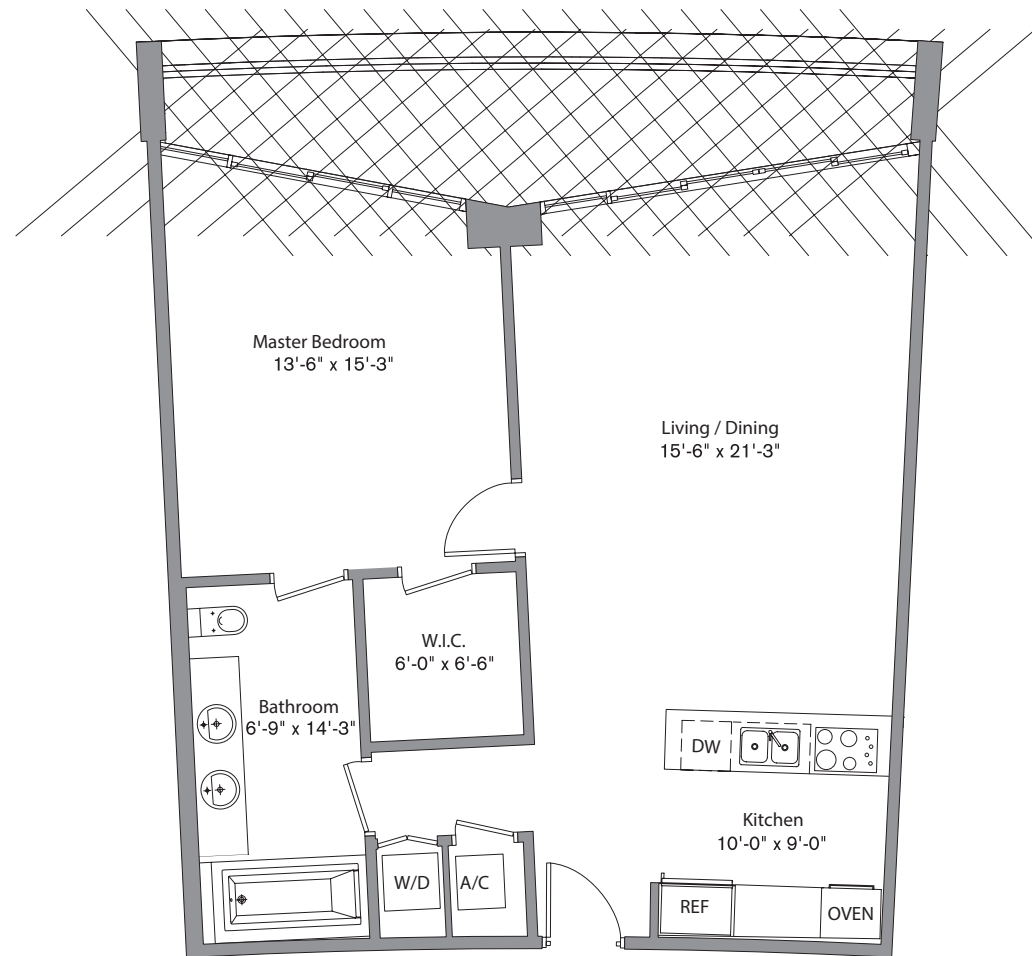 Master Bedroom
13'-6" x 15'-3"
Living / Dining
15'-6" x 21'-3"
W.I.C.
6'-0" x 6'-6"
Bathroom
6'-9" x 14'-3"
DW
Kitchen
10'-0" x 9'-0"
W/D
A/C
REF
OVEN